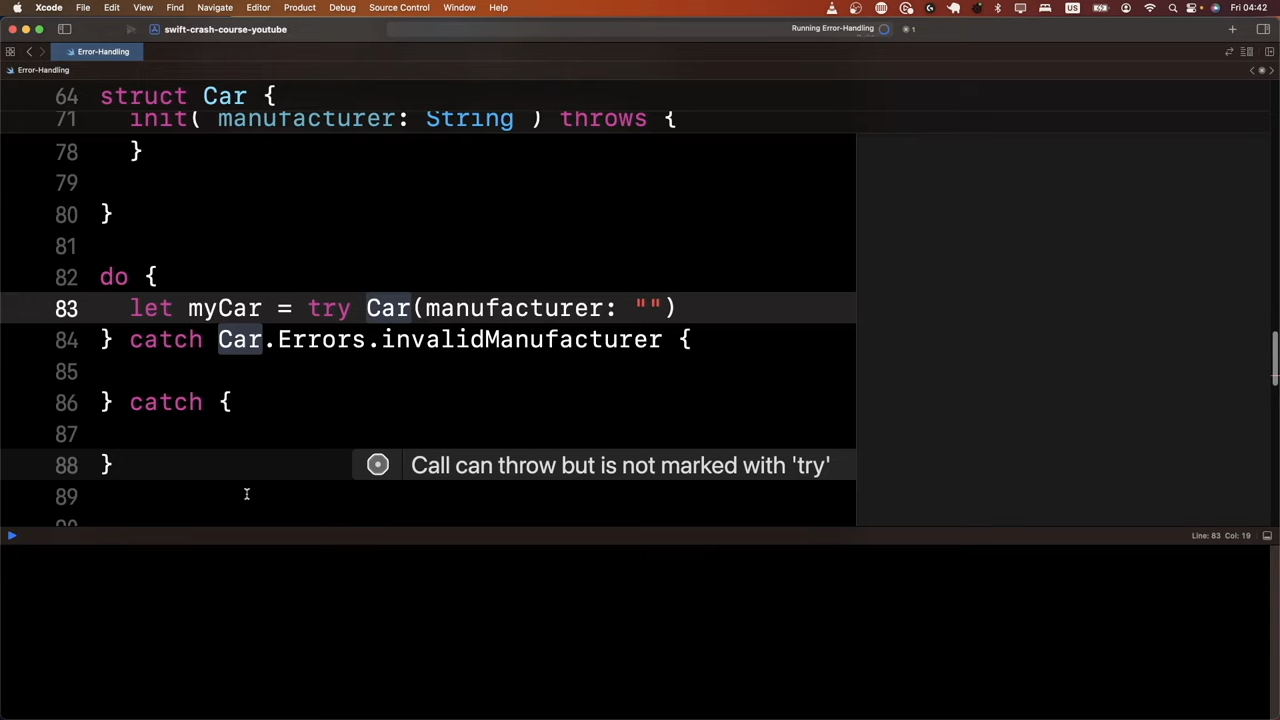 Xcode File Edit View Find Navigate Editor Product Debug Source Control Window Help Fri 04:42
swift-crash-course-youtube Running Error-Handling 1
Error-Handling
Error-Handling
64 struct Car {
71 init( manufacturer: String ) throws {
78 }
79
80 }
81
82 do {
83 let myCar = try Car(manufacturer: "")
84 } catch Car.Errors.invalidManufacturer {
85
86 } catch {
87
88 } Call can throw but is not marked with 'try'
89
Line: 83 Col: 19